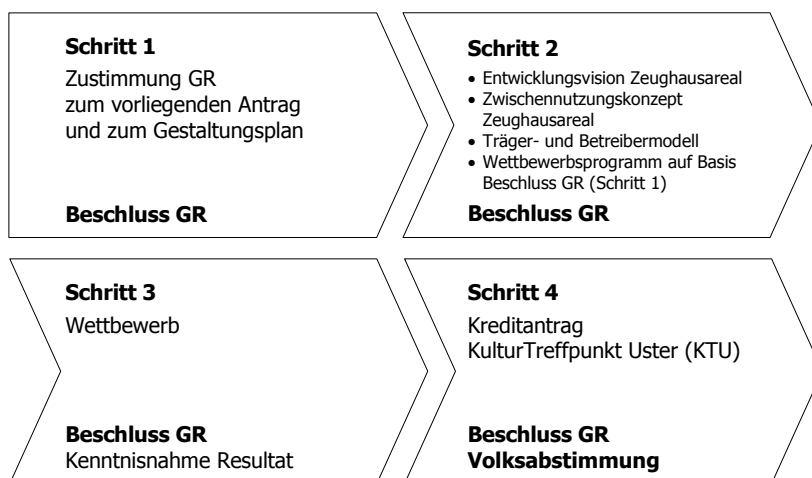 Schritt 1
Zustimmung GR
zum vorliegenden Antrag
und zum Gestaltungsplan
Beschluss GR
Schritt 2
• Entwicklungsvision Zeughausareal
• Zwischennutzungskonzept
Zeughausareal
• Träger- und Betreibermodell
• Wettbewerbsprogramm auf Basis
Beschluss GR (Schritt 1)
Beschluss GR
Schritt 3
Wettbewerb
Beschluss GR
Kenntnisnahme Resultat
Schritt 4
Kreditantrag
KulturTreffpunkt Uster (KTU)
Beschluss GR
Volksabstimmung